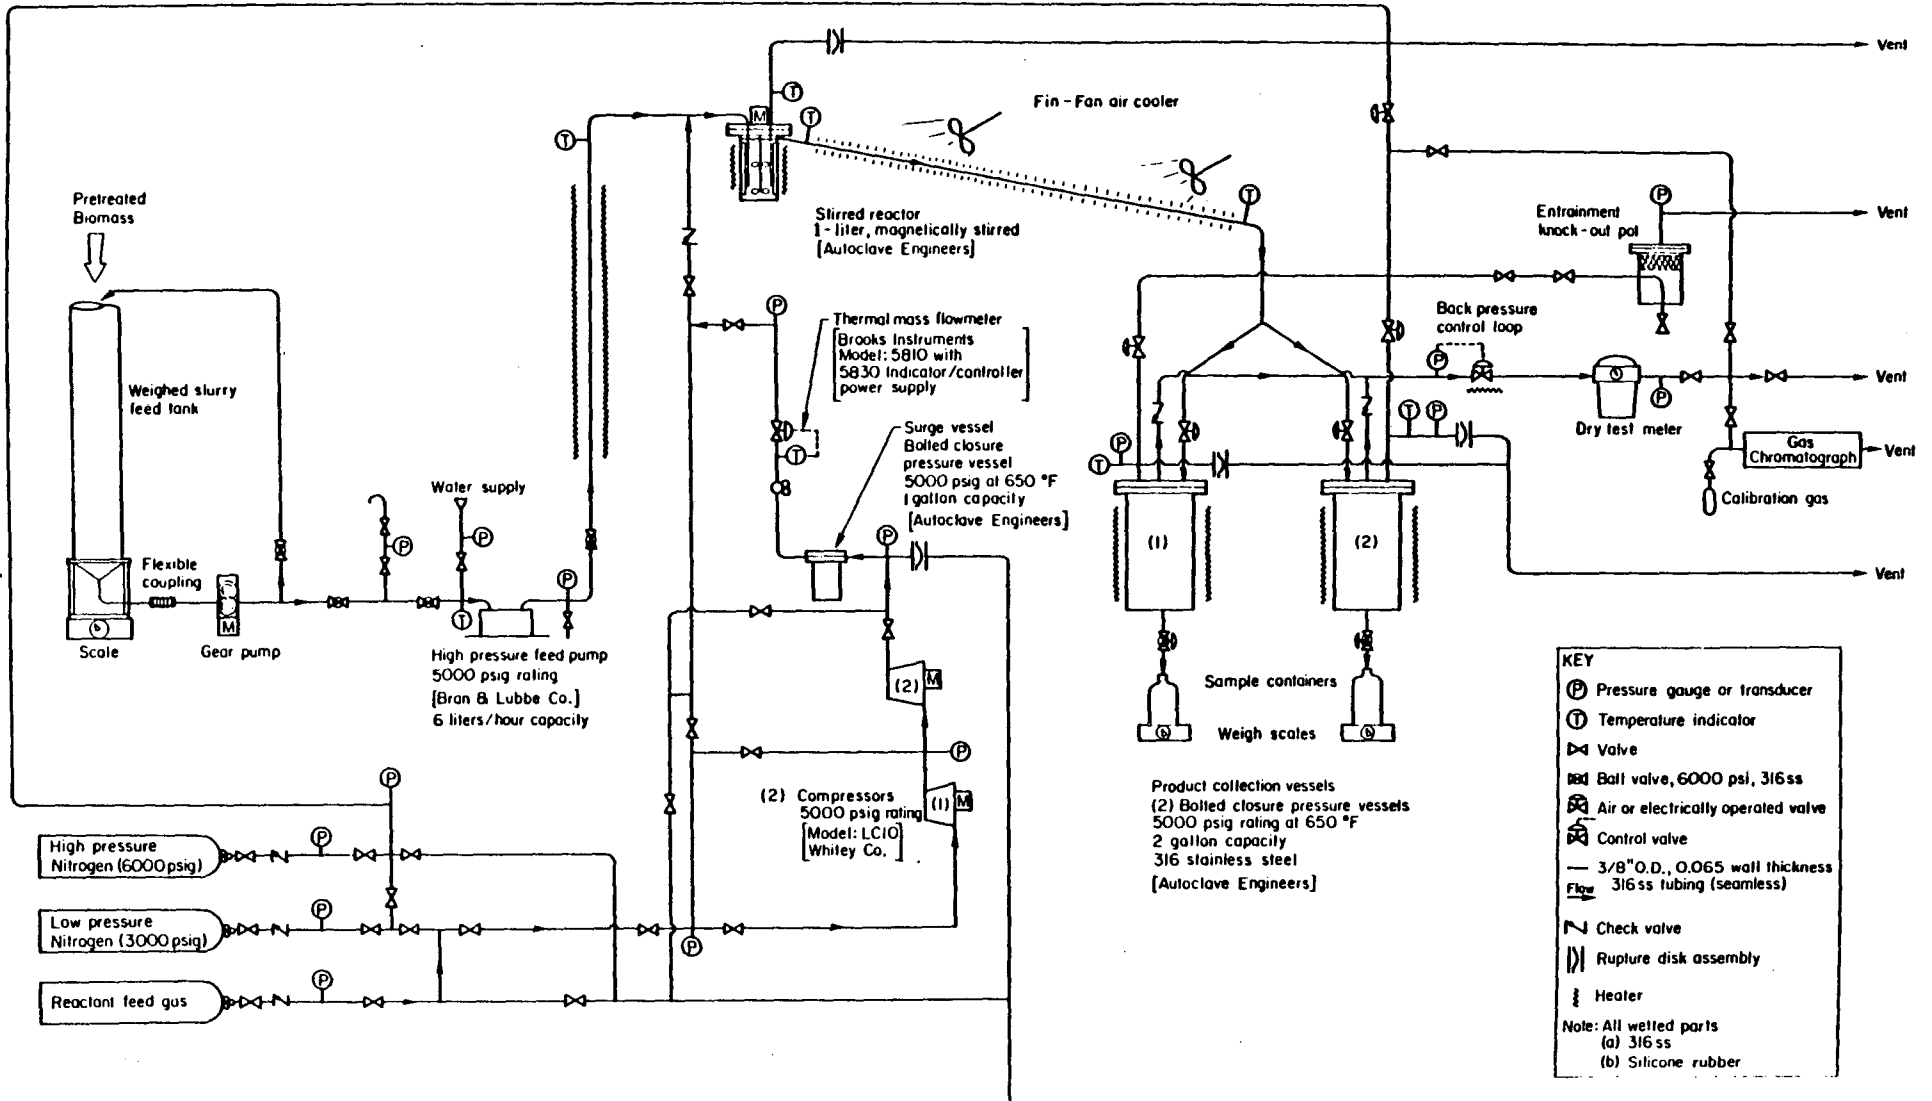 Vent
Fin-Fan air cooler
M
T
T
T
Pretreated
Biomass
Stirred reactor
1-liter, magnetically stirred
[Autoclave Engineers]
T
P
Vent
Entrainment
knock-out pot
Weighed slurry
feed tank
P
Thermal mass flowmeter
Brooks Instruments
Model: 5810 with
5830 Indicator/controller
power supply
T
Back pressure
control loop
P
Vent
P
Dry test meter
Surge vessel
Bolted closure
pressure vessel
5000 psig at 650 °F
1 gallon capacity
[Autoclave Engineers]
T
P
P
T
Gas
Chromatograph
Vent
Calibration gas
Water supply
P
P
P
(1)
(2)
Vent
Flexible
coupling
P
T
M
Scale
Gear pump
High pressure feed pump
5000 psig rating
[Bran & Lubbe Co.]
6 liters/hour capacity
(2)
M
Sample containers
Weigh scales
P
(1)
M
(2) Compressors
5000 psig rating
[Model: LC10
Whitey Co.]
Product collection vessels
(2) Bolted closure pressure vessels
5000 psig rating at 650 °F
2 gallon capacity
316 stainless steel
[Autoclave Engineers]
P
High pressure
Nitrogen (6000 psig)
P
Low pressure
Nitrogen (3000 psig)
P
P
Reactant feed gas
P
KEY
P Pressure gauge or transducer
T Temperature indicator
Valve
Ball valve, 6000 psi, 316ss
Air or electrically operated valve
Control valve
3/8" O.D., 0.065 wall thickness
Flow 316ss tubing (seamless)
Check valve
Rupture disk assembly
Heater
Note: All wetted parts
(a) 316ss
(b) Silicone rubber